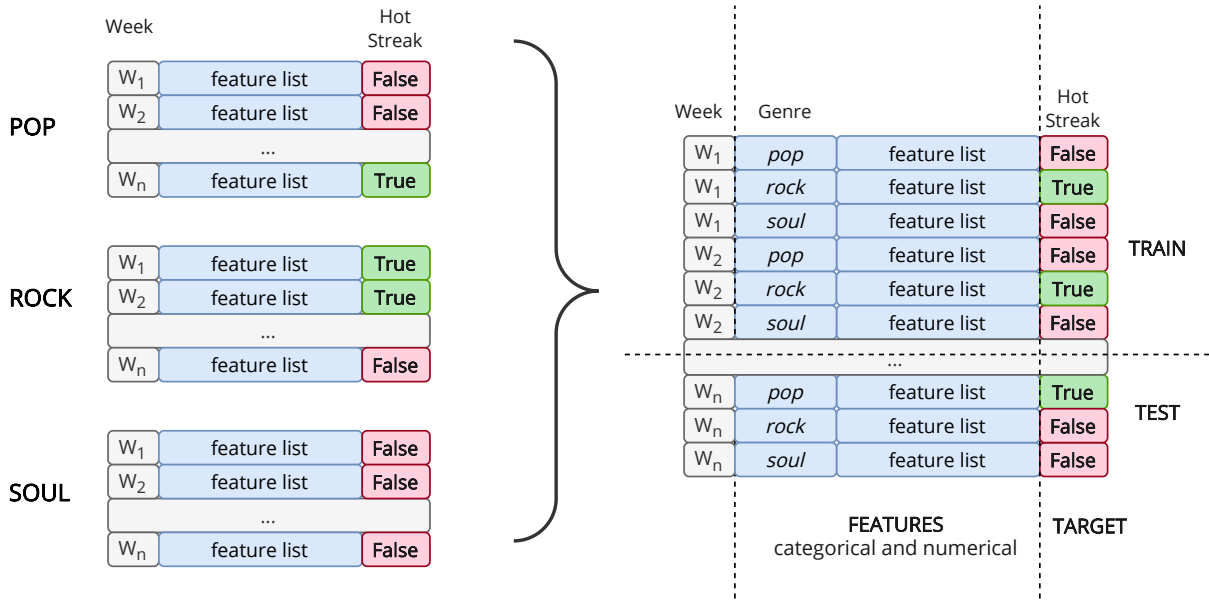 Week Hot Streak
POP
W1 feature list False
W2 feature list False
...
Wn feature list True
ROCK
W1 feature list True
W2 feature list True
...
Wn feature list False
SOUL
W1 feature list False
W2 feature list False
...
Wn feature list False
Week Genre Hot Streak
W1 pop feature list False
W1 rock feature list True
W1 soul feature list False
W2 pop feature list False
W2 rock feature list True
W2 soul feature list False
TRAIN
...
Wn pop feature list True
Wn rock feature list False
Wn soul feature list False
TEST
FEATURES
categorical and numerical
TARGET